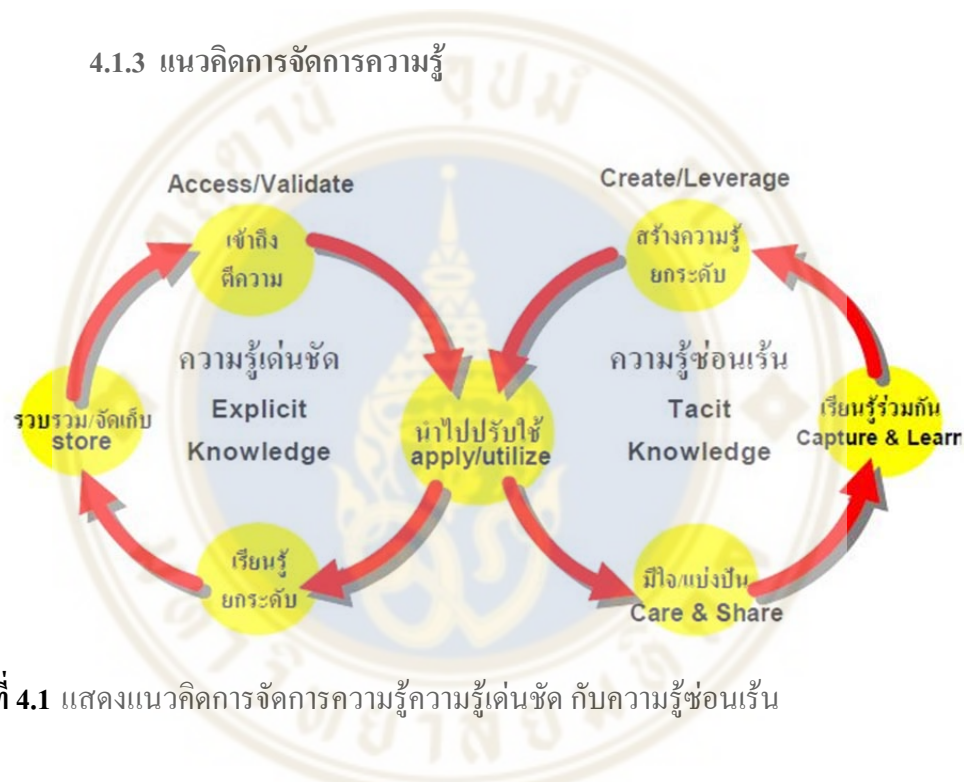 4.1.3 แนวคิดการจัดการความรู้
Access/Validate
เข้าถึง
ตีความ
Create/Leverage
สร้างความรู้
ยกระดับ
ความรู้เด่นชัด
Explicit
Knowledge
ความรู้ซ่อนเร้น
Tacit
Knowledge
รวบรวม/จัดเก็บ
store
นำไปปรับใช้
apply/utilize
เรียนรู้ร่วมกัน
Capture & Learn
เรียนรู้
ยกระดับ
มีใจ/แบ่งปัน
Care & Share
ที่ 4.1 แสดงแนวคิดการจัดการความรู้ความรู้เด่นชัด กับความรู้ซ่อนเร้น